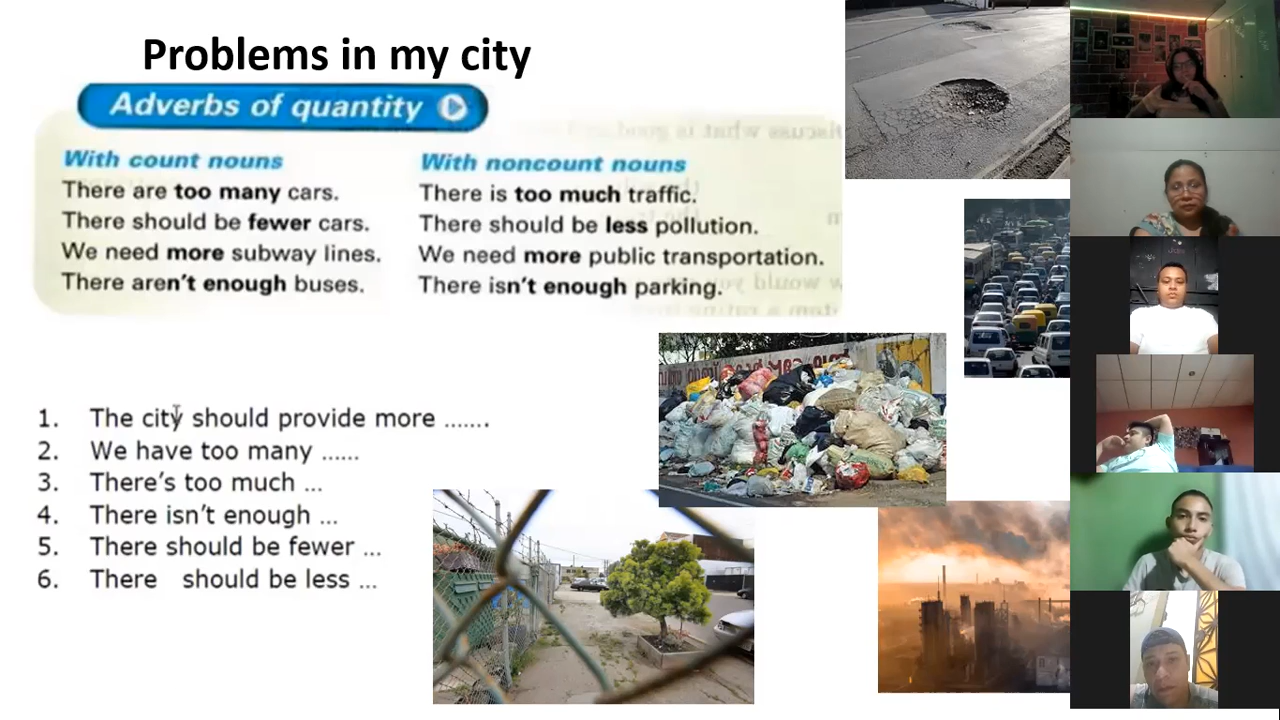 Problems in my city
Adverbs of quantity
With count nouns
There are too many cars.
There should be fewer cars.
We need more subway lines.
There aren't enough buses.
With noncount nouns
There is too much traffic.
There should be less pollution.
We need more public transportation.
There isn't enough parking.
1. The city should provide more .......
2. We have too many ......
3. There's too much ...
4. There isn't enough ...
5. There should be fewer ...
6. There should be less ...